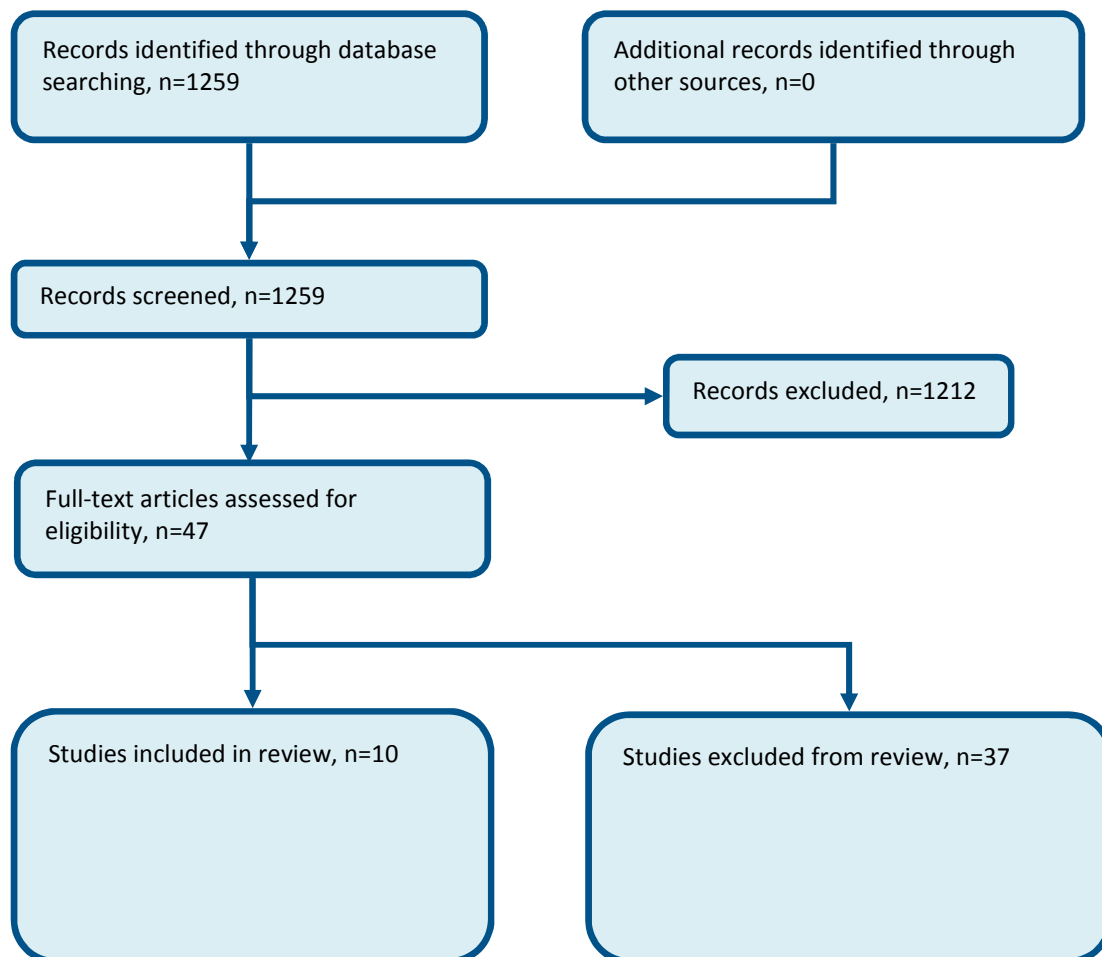 Records identified through database
searching, n=1259
Additional records identified through
other sources, n=0
Records screened, n=1259
Records excluded, n=1212
Full-text articles assessed for
eligibility, n=47
Studies included in review, n=10
Studies excluded from review, n=37